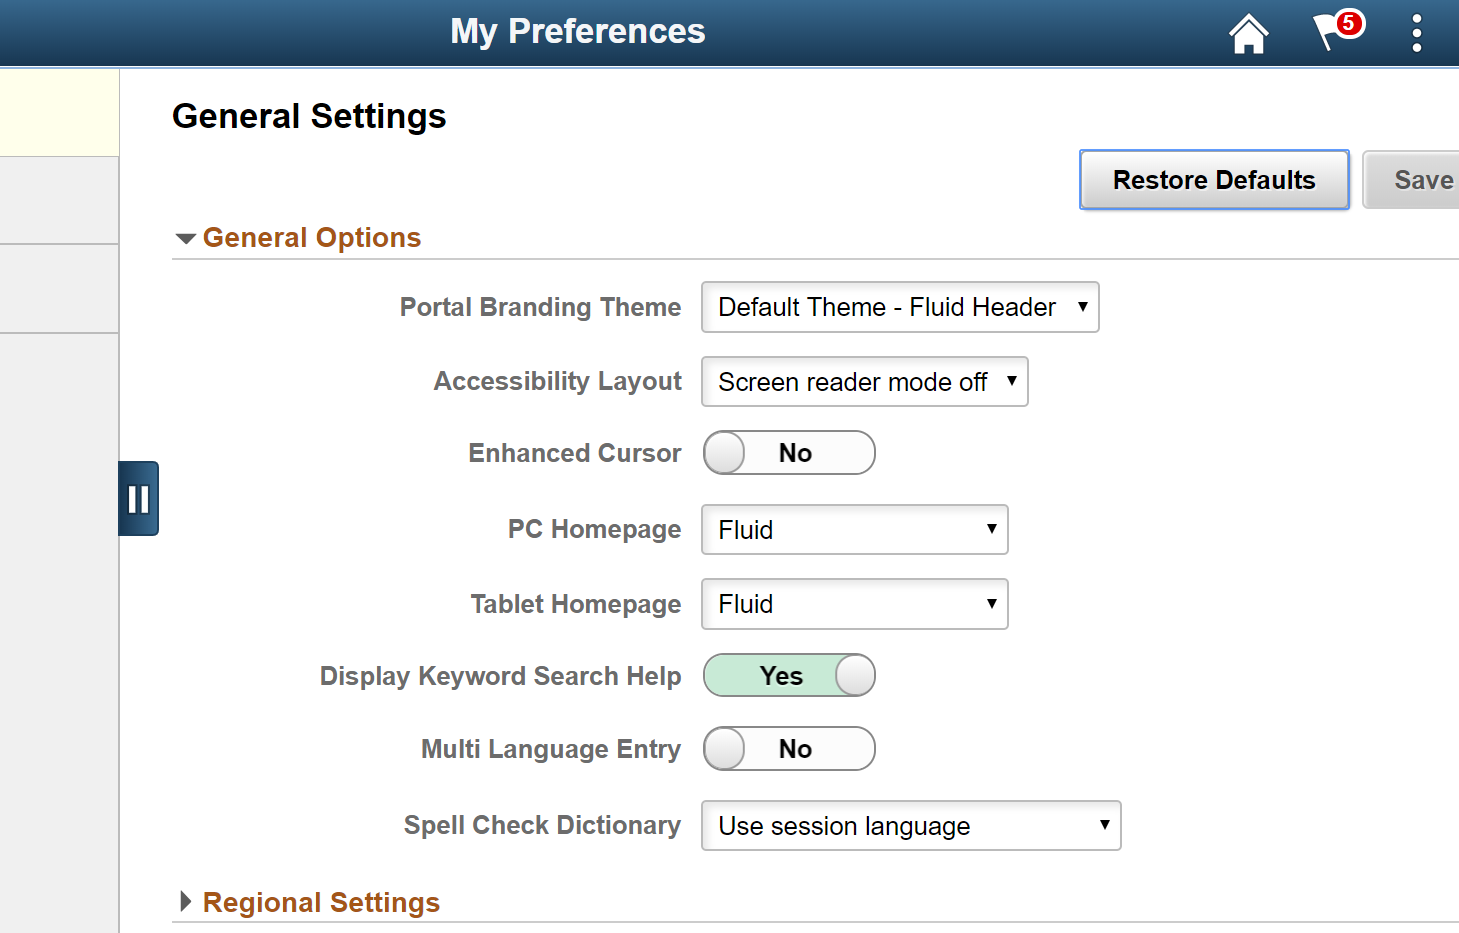 My Preferences
5
General Settings
Restore Defaults
Save
General Options
Portal Branding Theme Default Theme - Fluid Header
Accessibility Layout Screen reader mode off
Enhanced Cursor No
PC Homepage Fluid
Tablet Homepage Fluid
Display Keyword Search Help Yes
Multi Language Entry No
Spell Check Dictionary Use session language
Regional Settings